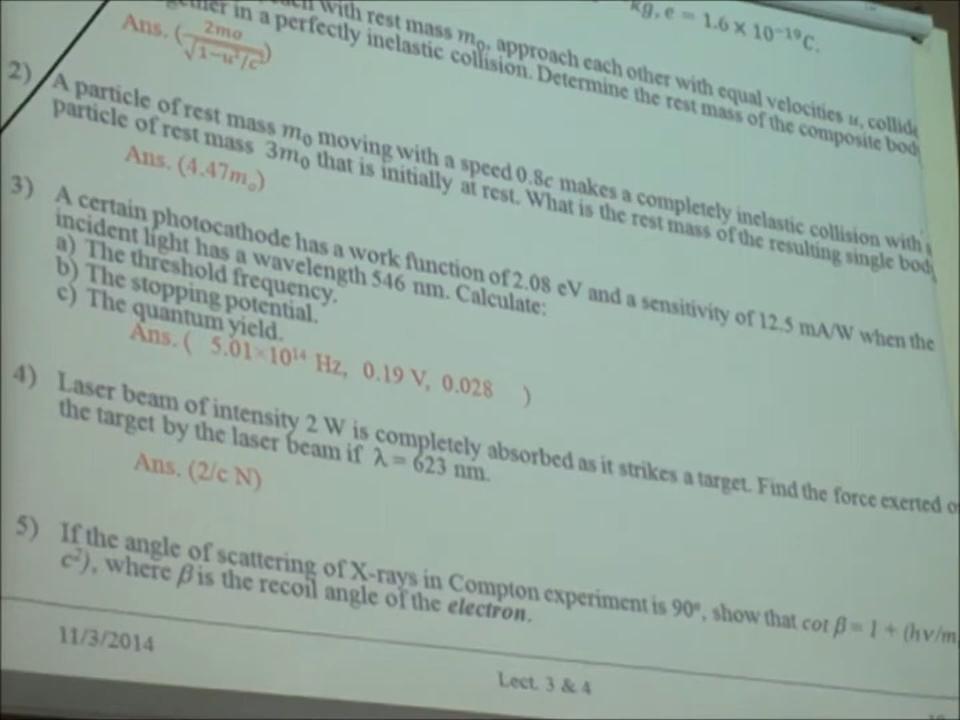 kg, e = 1.6 × 10⁻¹⁹C.
with rest mass mₒ, approach each other with equal velocities u, collide
in a perfectly inelastic collision. Determine the rest mass of the composite bod
Ans. (2mo/√1−u²/c²)
2) A particle of rest mass mₒ moving with a speed 0.8c makes a completely inelastic collision with
particle of rest mass 3mₒ that is initially at rest. What is the rest mass of the resulting single bod
Ans. (4.47mₒ)
3) A certain photocathode has a work function of 2.08 eV and a sensitivity of 12.5 mA/W when the
incident light has a wavelength 546 nm. Calculate:
a) The threshold frequency.
b) The stopping potential.
c) The quantum yield.
Ans. ( 5.01×10¹⁴ Hz, 0.19 V, 0.028 )
4) Laser beam of intensity 2 W is completely absorbed as it strikes a target. Find the force exerted o
the target by the laser beam if λ = 623 nm.
Ans. (2/c N)
5) If the angle of scattering of X-rays in Compton experiment is 90°, show that cot β = 1 + (hν/m
c²), where β is the recoil angle of the electron.
11/3/2014
Lect. 3 & 4